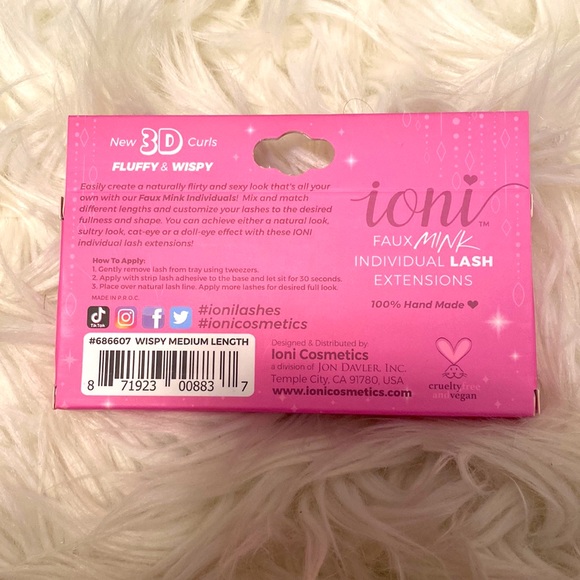 New 3D Curls
FLUFFY & WISPY
Easily create a naturally flirty and sexy look that's all your
own with our Faux Mink Individuals! Mix and match
different lengths and customize your lashes to the desired
fullness and shape. You can achieve either a natural look,
sultry look, cat-eye or a doll-eye effect with these IONI
individual lash extensions!
How To Apply:
1. Gently remove lash from tray using tweezers.
2. Apply with strip lash adhesive to the base and let sit for 30 seconds.
3. Place over natural lash line. Apply more lashes for desired full look.
MADE IN P.R.O.C.
TikTok
#ionilashes
#ionicosmetics
#686607 WISPY MEDIUM LENGTH
8 71923 00883 7
ioni™
FAUX MINK
INDIVIDUAL LASH
EXTENSIONS
100% Hand Made
Designed & Distributed by:
Ioni Cosmetics
a division of JON DAVLER, INC.
Temple City, CA 91780, USA
www.ionicosmetics.com
crueltyfree
andvegan